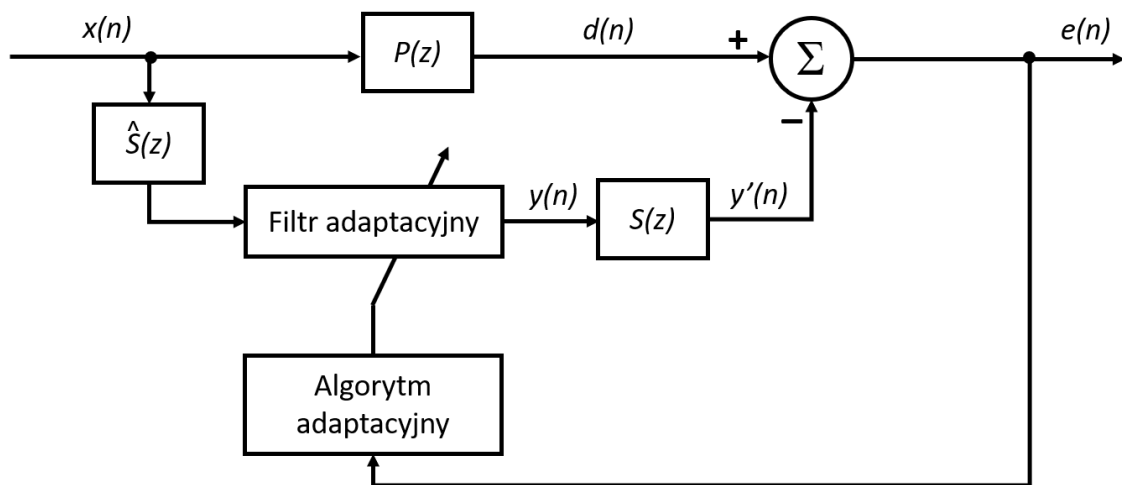 x(n)
P(z)
d(n)
+
Σ
e(n)
Ŝ(z)
−
Filtr adaptacyjny
y(n)
S(z)
y’(n)
Algorytm
adaptacyjny